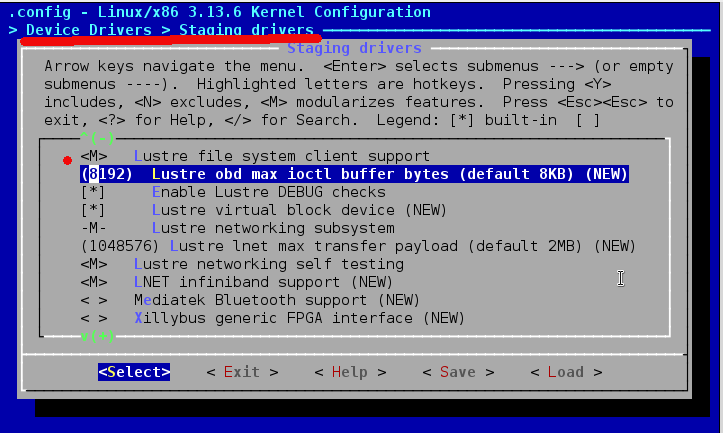 .config - Linux/x86 3.13.6 Kernel Configuration
> Device Drivers > Staging drivers
Staging drivers
Arrow keys navigate the menu.  <Enter> selects submenus ---> (or empty
submenus ----).  Highlighted letters are hotkeys.  Pressing <Y>
includes, <N> excludes, <M> modularizes features.  Press <Esc><Esc> to
exit, <?> for Help, </> for Search.  Legend: [*] built-in  [ ]
^(-)
<M>   Lustre file system client support
(8192)  Lustre obd max ioctl buffer bytes (default 8KB) (NEW)
[*]     Enable Lustre DEBUG checks
[*]     Lustre virtual block device (NEW)
-M-     Lustre networking subsystem
(1048576) Lustre lnet max transfer payload (default 2MB) (NEW)
<M>   Lustre networking self testing
<M>   LNET infiniband support (NEW)
< >   Mediatek Bluetooth support (NEW)
< >   Xillybus generic FPGA interface (NEW)
v(+)
<Select>    < Exit >    < Help >    < Save >    < Load >